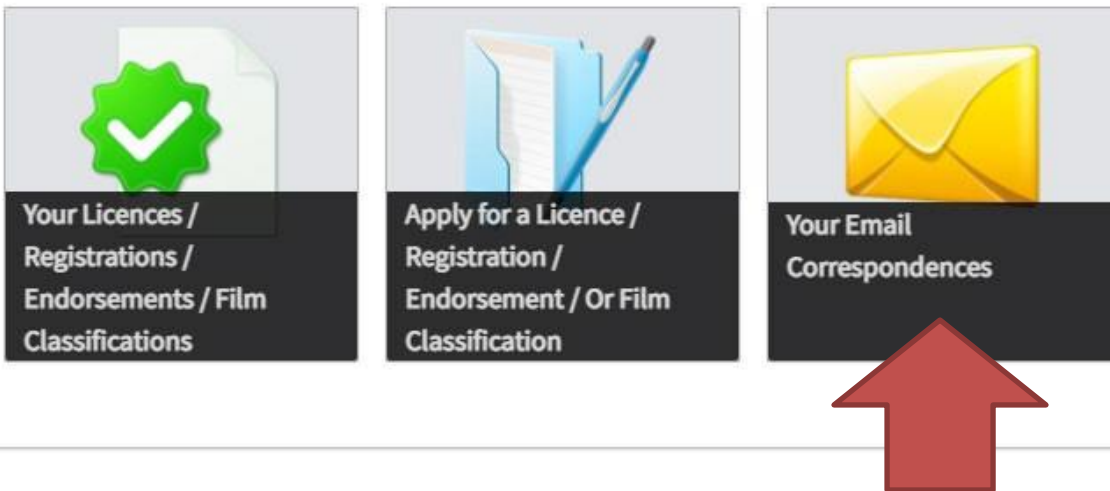 Your Licences /
Registrations /
Endorsements / Film
Classifications
Apply for a Licence /
Registration /
Endorsement / Or Film
Classification
Your Email
Correspondences